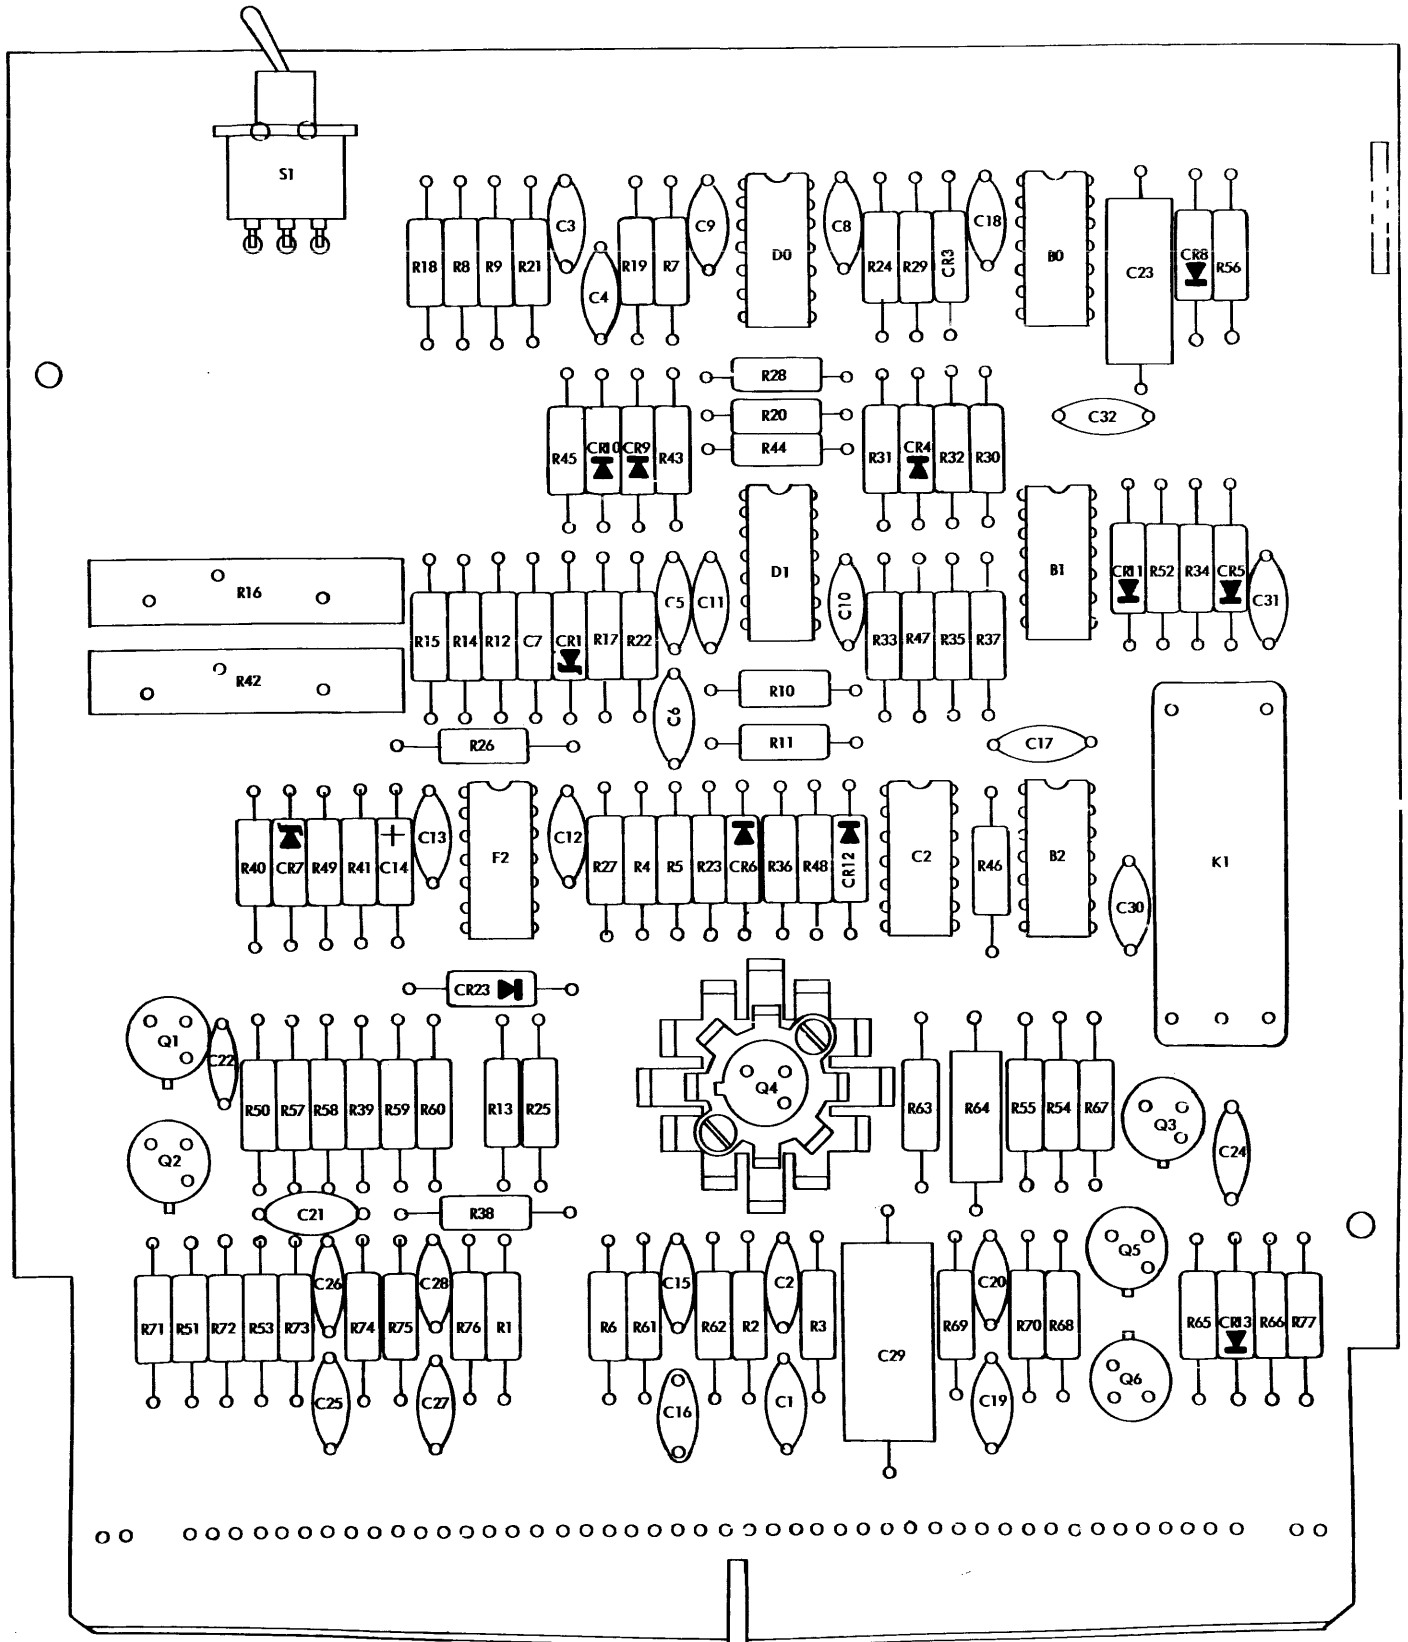 S1
R18 R8 R9 R21 C3 C4 R19 R7 C9 D0 C8 R24 R29 CR3 C18 B0 C23 CR8 R56
R28
R20
R44
C32
R45 CR10 CR9 R43 R31 CR4 R32 R30
R16
R42
D1 B1 CR11 R52 R34 CR5 C31
R15 R14 R12 C7 CR1 R17 R22 C5 C11 C10 R33 R47 R35 R37
C6 R10
R26 R11 C17
R40 CR7 R49 R41 + C14 C13 F2 C12 R27 R4 R5 R23 CR6 R36 R48 CR12 C2 R46 B2 C30 K1
CR23
Q1 C22 R50 R57 R58 R39 R59 R60 R13 R25 Q4 R63 R64 R55 R54 R67 Q3 C24
Q2
C21 R38
R71 R51 R72 R53 R73 C26 R74 R75 C28 R76 R1 R6 R61 C15 R62 R2 C2 R3 C29 R69 C20 R70 R68 Q5 R65 CR13 R66 R77
C25 C27 C16 C1 C19 Q6